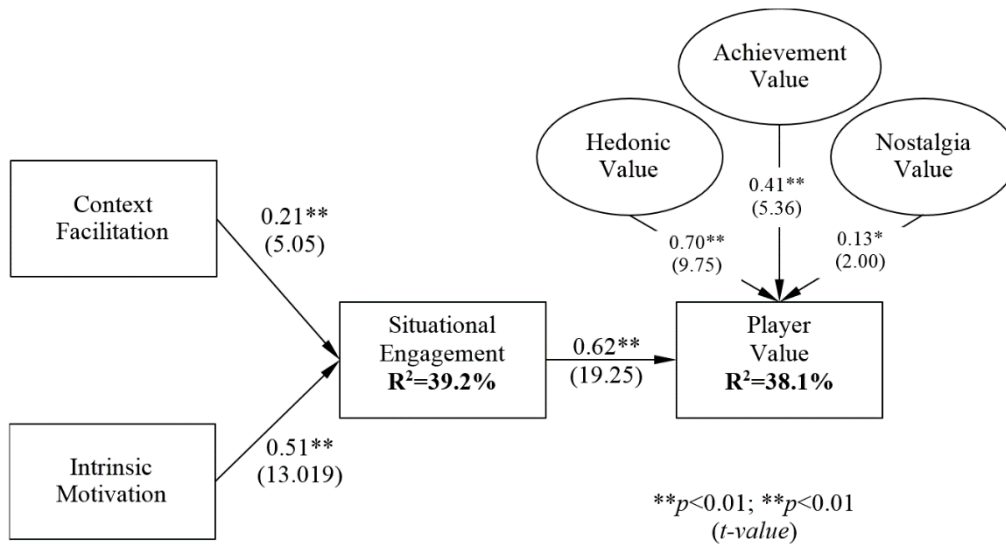 Achievement
Value
Hedonic
Value
Nostalgia
Value
Context
Facilitation
0.21**
(5.05)
0.41**
(5.36)
0.70**
(9.75)
0.13*
(2.00)
Situational
Engagement
R²=39.2%
0.62**
(19.25)
Player
Value
R²=38.1%
Intrinsic
Motivation
0.51**
(13.019)
**p<0.01; **p<0.01
(t-value)